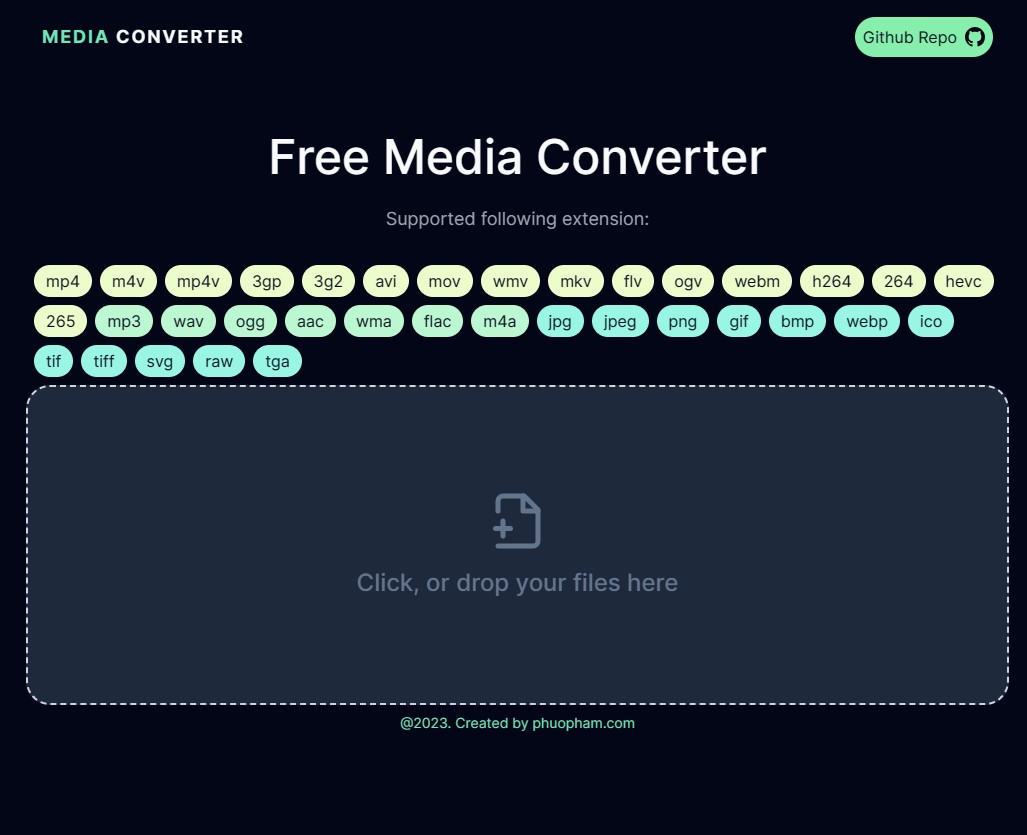 MEDIA CONVERTER
Github Repo
Free Media Converter
Supported following extension:
mp4 m4v mp4v 3gp 3g2 avi mov wmv mkv flv ogv webm h264 264 hevc
265 mp3 wav ogg aac wma flac m4a jpg jpeg png gif bmp webp ico
tif tiff svg raw tga
Click, or drop your files here
@2023. Created by phuopham.com